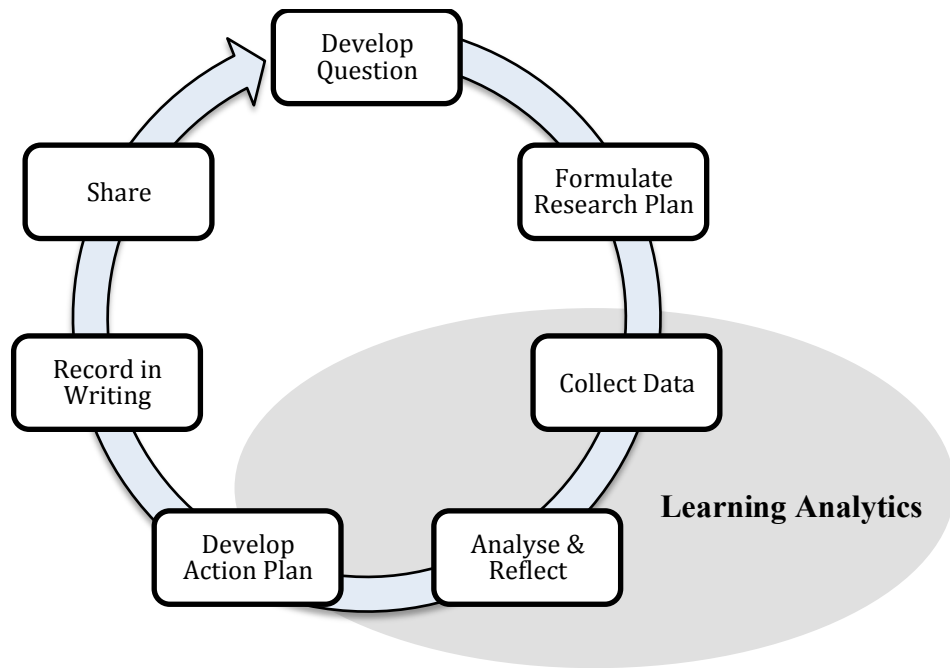 Develop
Question
Formulate
Research Plan
Collect Data
Learning Analytics
Analyse &
Reflect
Develop
Action Plan
Record in
Writing
Share